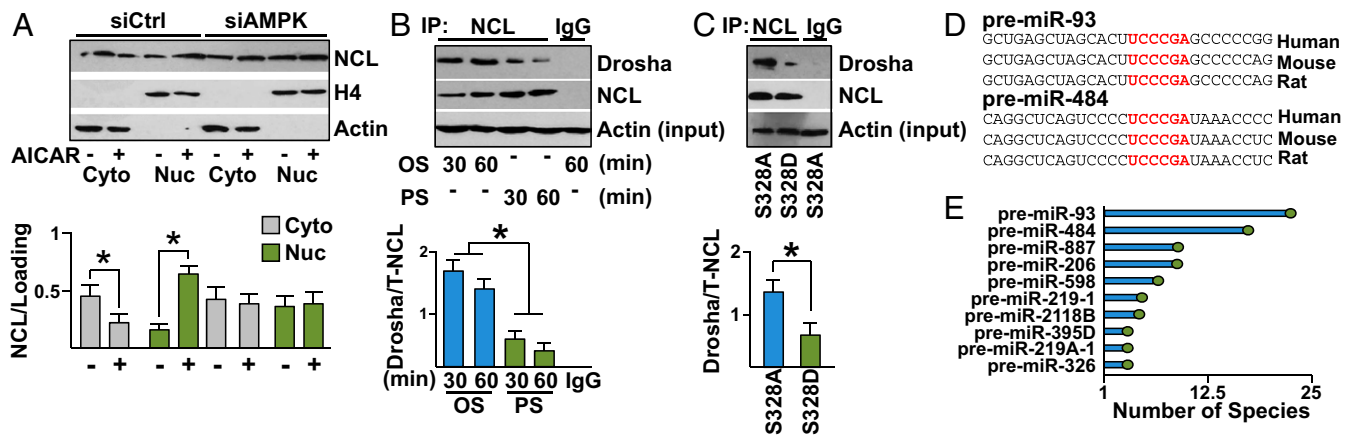 A
siCtrl siAMPK
NCL
H4
Actin
AICAR - + - + - + - +
Cyto Nuc Cyto Nuc
NCL/Loading
1
0.5
Cyto
Nuc
* *
- + - + - + - +
B
IP: NCL IgG
Drosha
NCL
Actin (input)
OS 30 60 - - 60 (min)
PS - - 30 60 - (min)
Drosha/T-NCL
2
1
*
(min) 30 60 30 60 IgG
OS PS
C
IP: NCL IgG
Drosha
NCL
Actin (input)
S328A S328D S328A
Drosha/T-NCL
2
1
*
S328A S328D
D
pre-miR-93
GCUGAGCUAGCACUUCCCGAGCCCCCGG Human
GCUGAGCUAGCACUUCCCGAGCCCCCAG Mouse
GCUGAGCUAGCACUUCCCGAGCCCCCAG Rat
pre-miR-484
CAGGCUCAGUCCCCUCCCGAUAAACCCC Human
CAGGCUCAGUCCCCUCCCGAUAAACCUC Mouse
CAGGCUCAGUCCCCUCCCGAUAAACCUC Rat
E
pre-miR-93
pre-miR-484
pre-miR-887
pre-miR-206
pre-miR-598
pre-miR-219-1
pre-miR-2118B
pre-miR-395D
pre-miR-219A-1
pre-miR-326
1 12.5 25
Number of Species